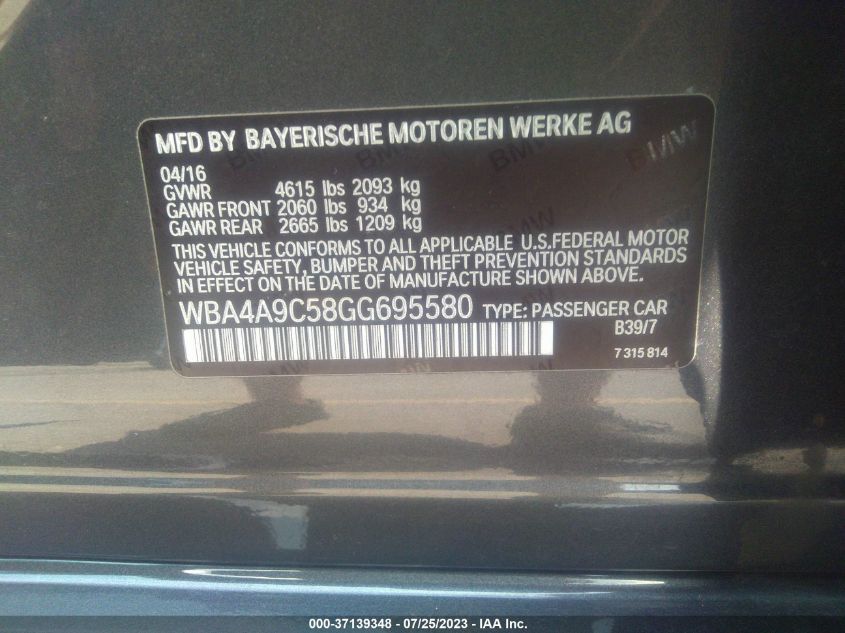 MFD BY BAYERISCHE MOTOREN WERKE AG
04/16
GVWR 4615 lbs 2093 kg
GAWR FRONT 2060 lbs 934 kg
GAWR REAR 2665 lbs 1209 kg
THIS VEHICLE CONFORMS TO ALL APPLICABLE U.S.FEDERAL MOTOR
VEHICLE SAFETY, BUMPER AND THEFT PREVENTION STANDARDS
IN EFFECT ON THE DATE OF MANUFACTURE SHOWN ABOVE.
WBA4A9C58GG695580 TYPE: PASSENGER CAR
B39/7
7 315 814
000-37139348 - 07/25/2023 - IAA Inc.